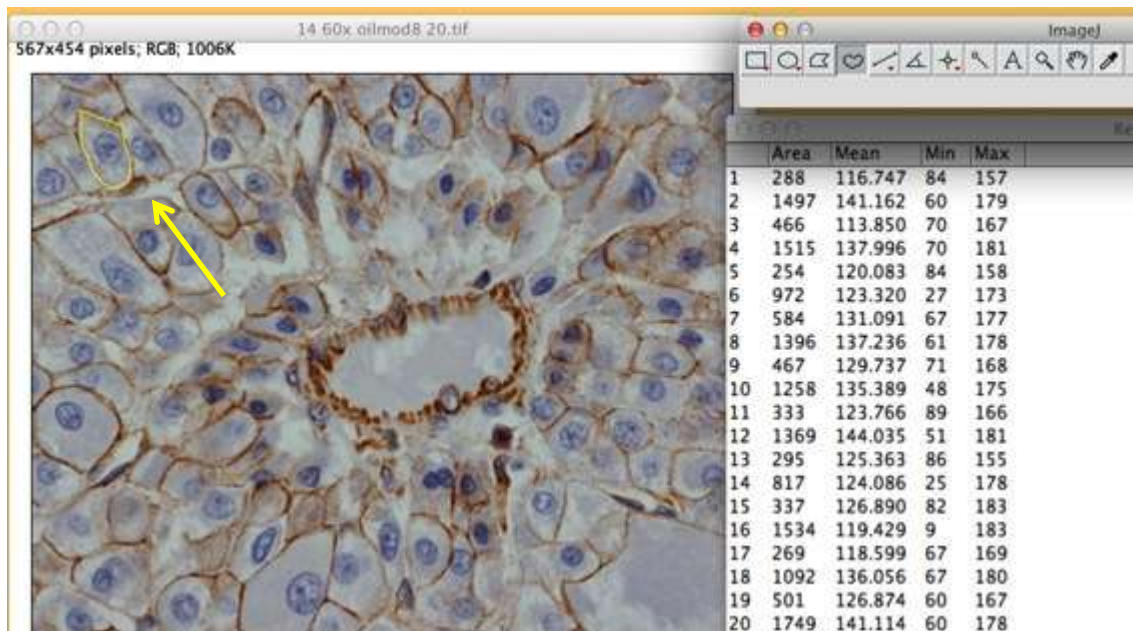 14 60x oilmod8 20.tif
567x454 pixels; RGB; 1006K
ImageJ
A
Re
Area Mean Min Max
1 288 116.747 84 157
2 1497 141.162 60 179
3 466 113.850 70 167
4 1515 137.996 70 181
5 254 120.083 84 158
6 972 123.320 27 173
7 584 131.091 67 177
8 1396 137.236 61 178
9 467 129.737 71 168
10 1258 135.389 48 175
11 333 123.766 89 166
12 1369 144.035 51 181
13 295 125.363 86 155
14 817 124.086 25 178
15 337 126.890 82 183
16 1534 119.429 9 183
17 269 118.599 67 169
18 1092 136.056 67 180
19 501 126.874 60 167
20 1749 141.114 60 178